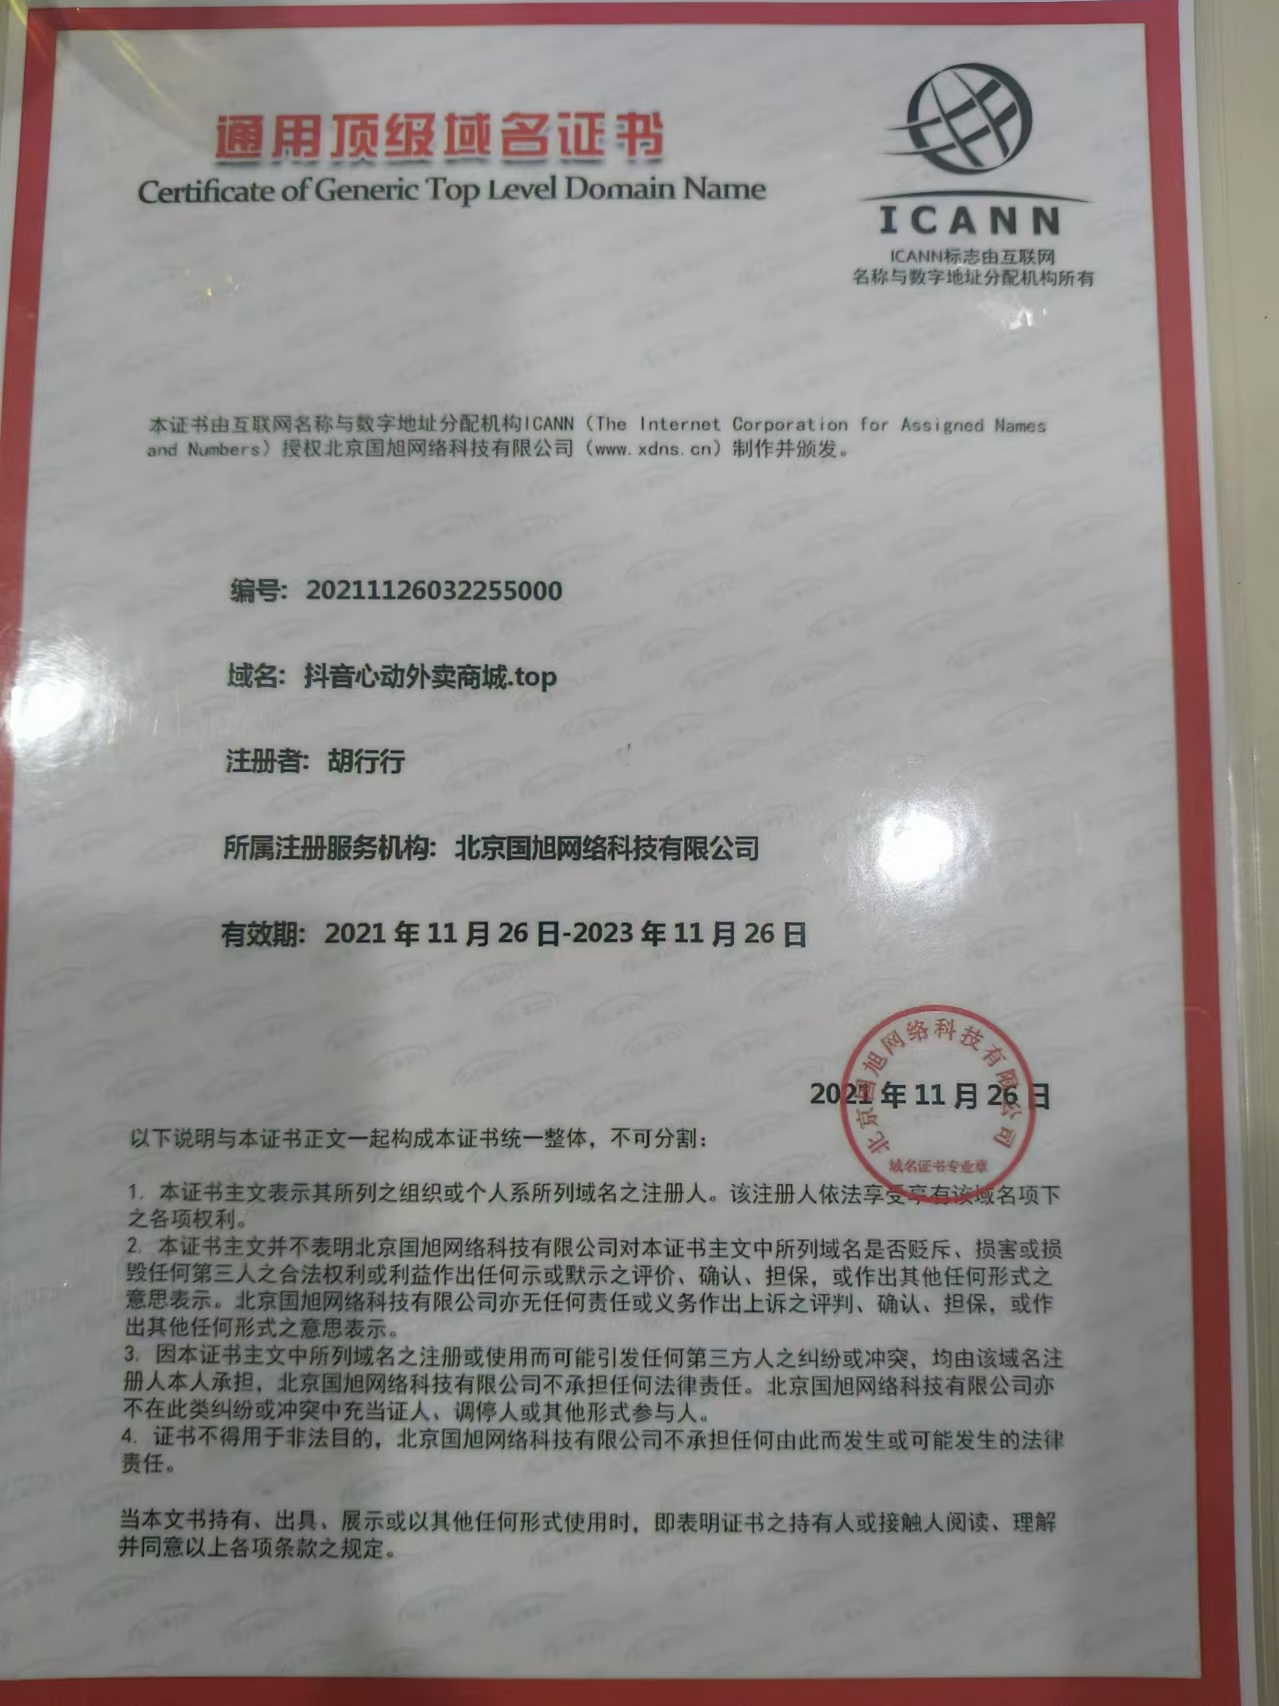 通用顶级域名证书
Certificate of Generic Top Level Domain Name
ICANN
ICANN标志由互联网
名称与数字地址分配机构所有
本证书由互联网名称与数字地址分配机构ICANN（The Internet Corporation for Assigned Names
and Numbers）授权北京国旭网络科技有限公司（www.xdns.cn）制作并颁发。
编号：20211126032255000
域名：抖音心动外卖商城.top
注册者：胡行行
所属注册服务机构：北京国旭网络科技有限公司
有效期：2021 年 11 月 26 日-2023 年 11 月 26 日
北京国旭网络科技有限公司
2021 年 11 月 26 日
域名证书专业章
以下说明与本证书正文一起构成本证书统一整体，不可分割：
1. 本证书主文表示其所列之组织或个人系所列域名之注册人。该注册人依法享受享有该域名项下
之各项权利。
2. 本证书主文并不表明北京国旭网络科技有限公司对本证书主文中所列域名是否贬斥、损害或损
毁任何第三人之合法权利或利益作出任何示或默示之评价、确认、担保，或作出其他任何形式之
意思表示。北京国旭网络科技有限公司亦无任何责任或义务作出上诉之评判、确认、担保，或作
出其他任何形式之意思表示。
3. 因本证书主文中所列域名之注册或使用而可能引发任何第三方人之纠纷或冲突，均由该域名注
册人本人承担，北京国旭网络科技有限公司不承担任何法律责任。北京国旭网络科技有限公司亦
不在此类纠纷或冲突中充当证人、调停人或其他形式参与人。
4. 证书不得用于非法目的，北京国旭网络科技有限公司不承担任何由此而发生或可能发生的法律
责任。
当本文书持有、出具、展示或以其他任何形式使用时，即表明证书之持有人或接触人阅读、理解
并同意以上各项条款之规定。